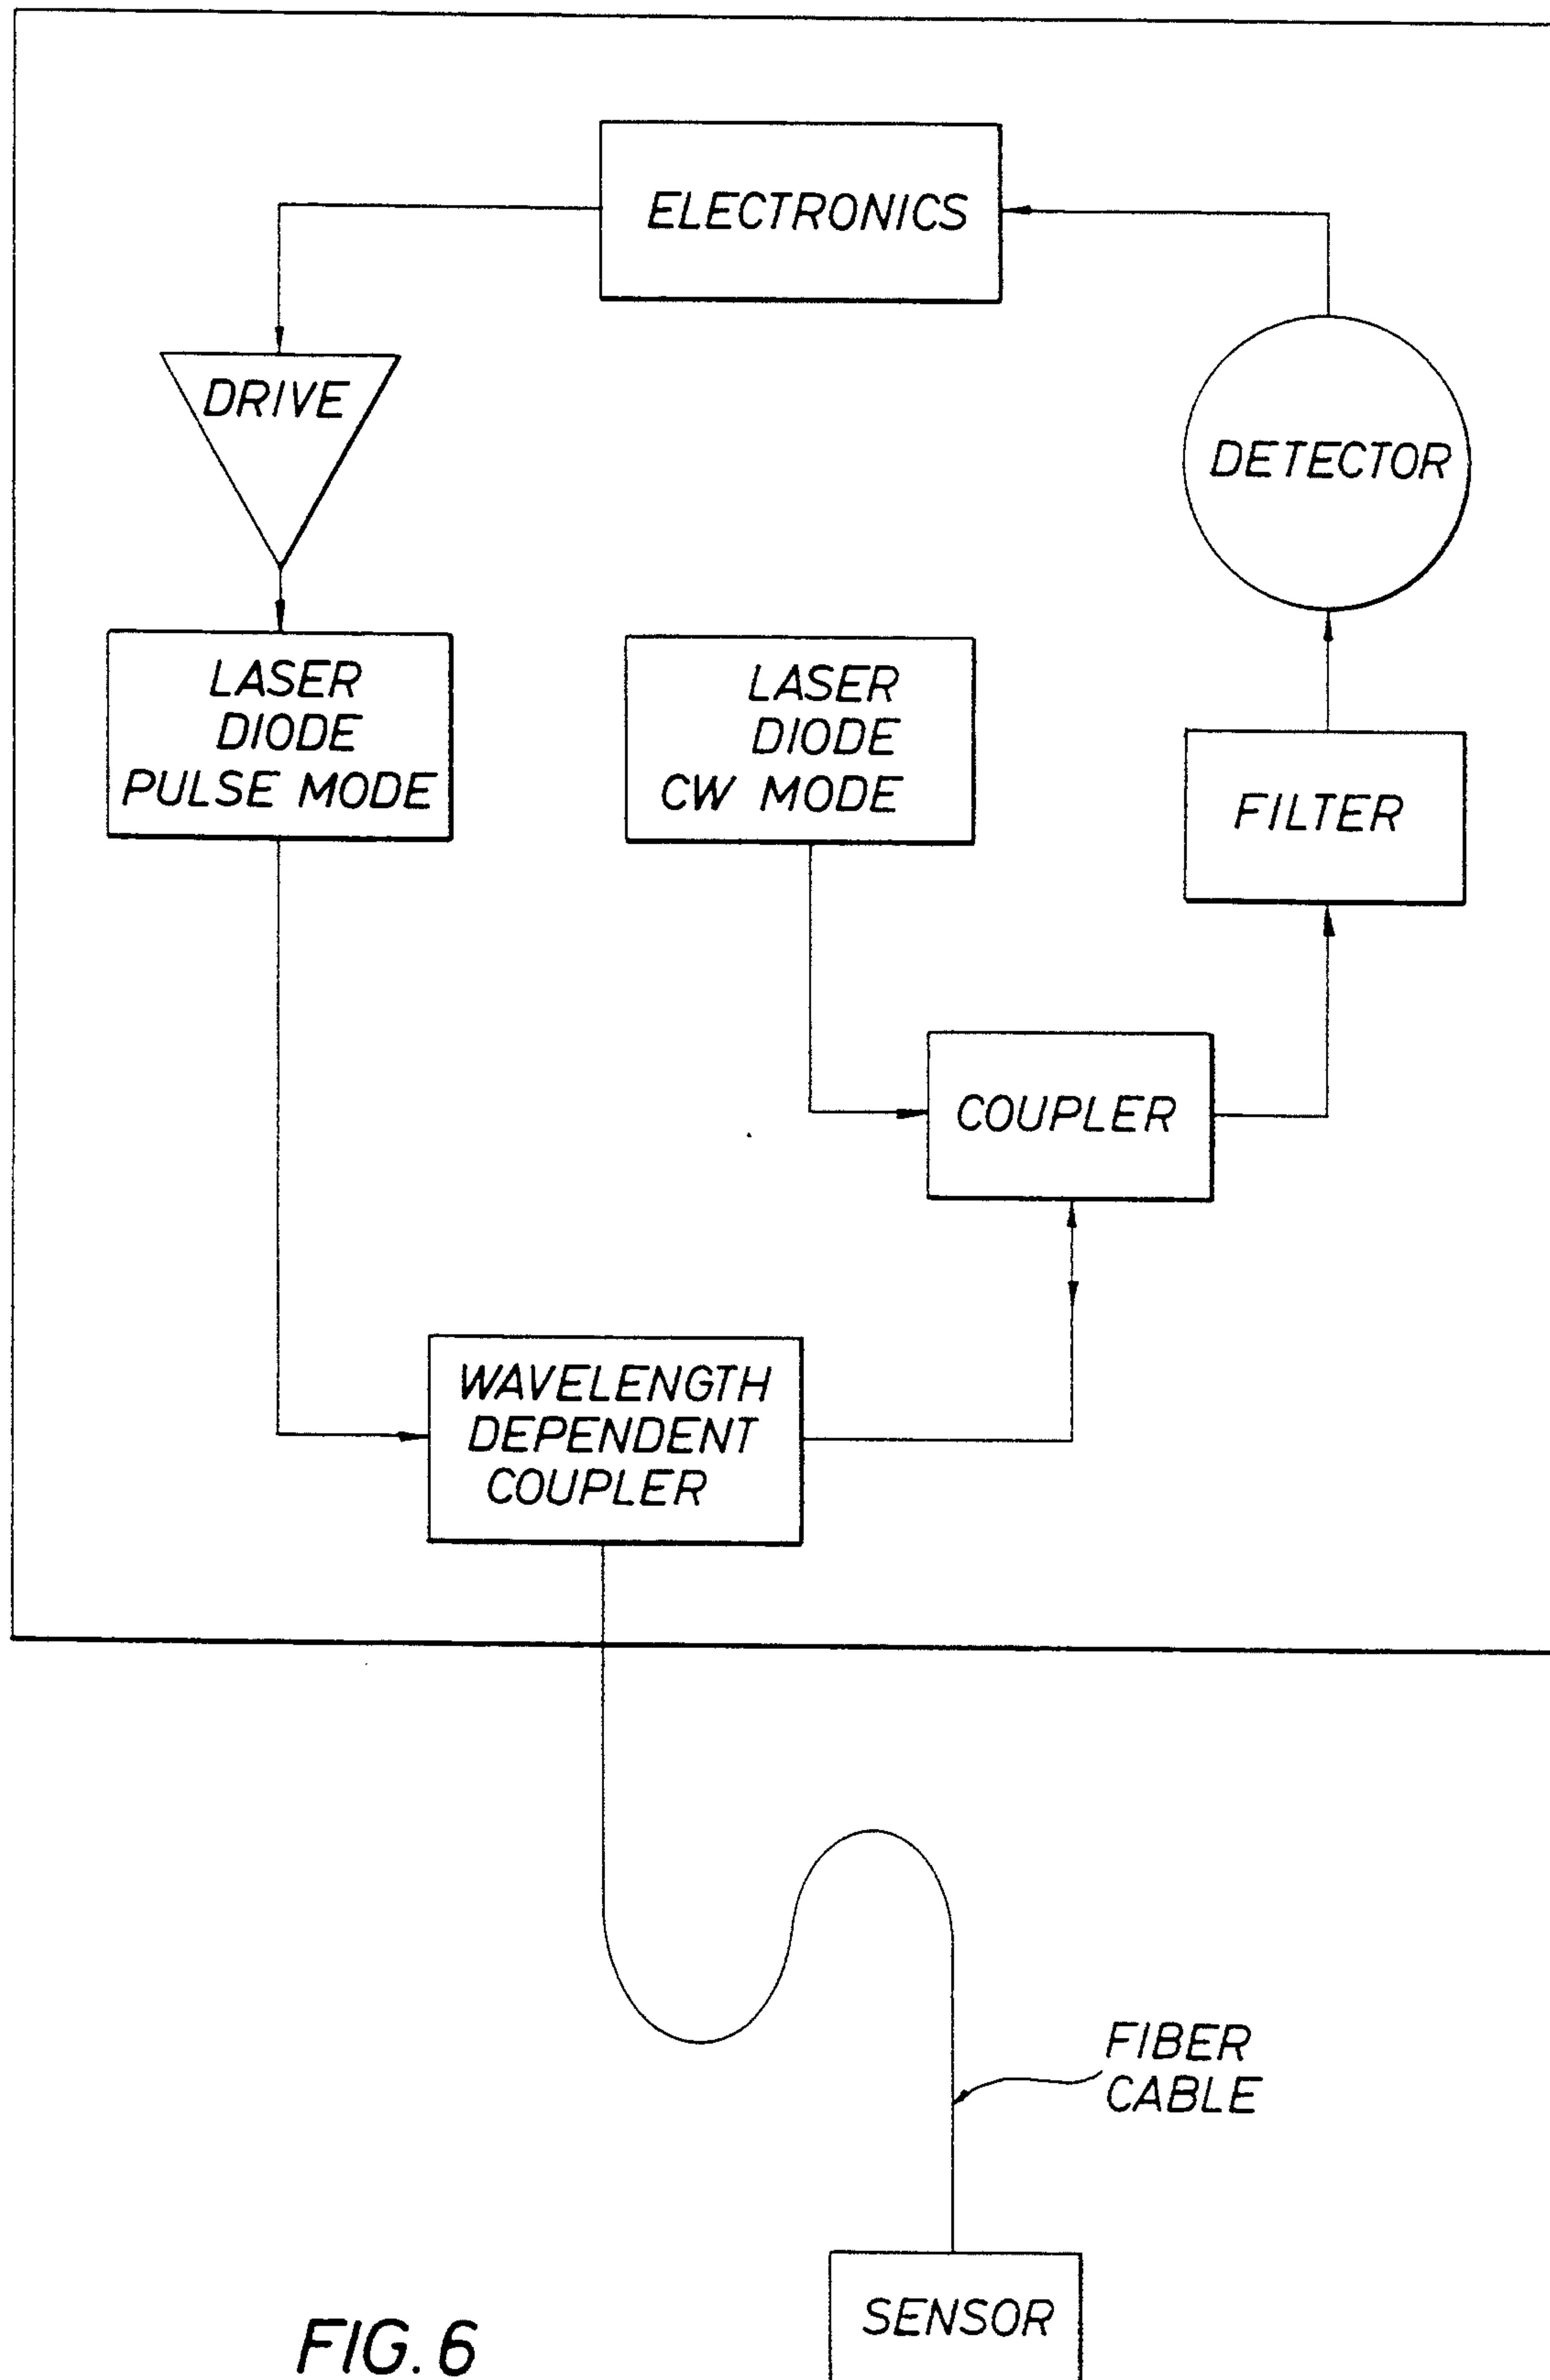 ELECTRONICS
DRIVE
DETECTOR
LASER
DIODE
PULSE MODE
LASER
DIODE
CW MODE
FILTER
COUPLER
WAVELENGTH
DEPENDENT
COUPLER
FIBER
CABLE
SENSOR
FIG. 6